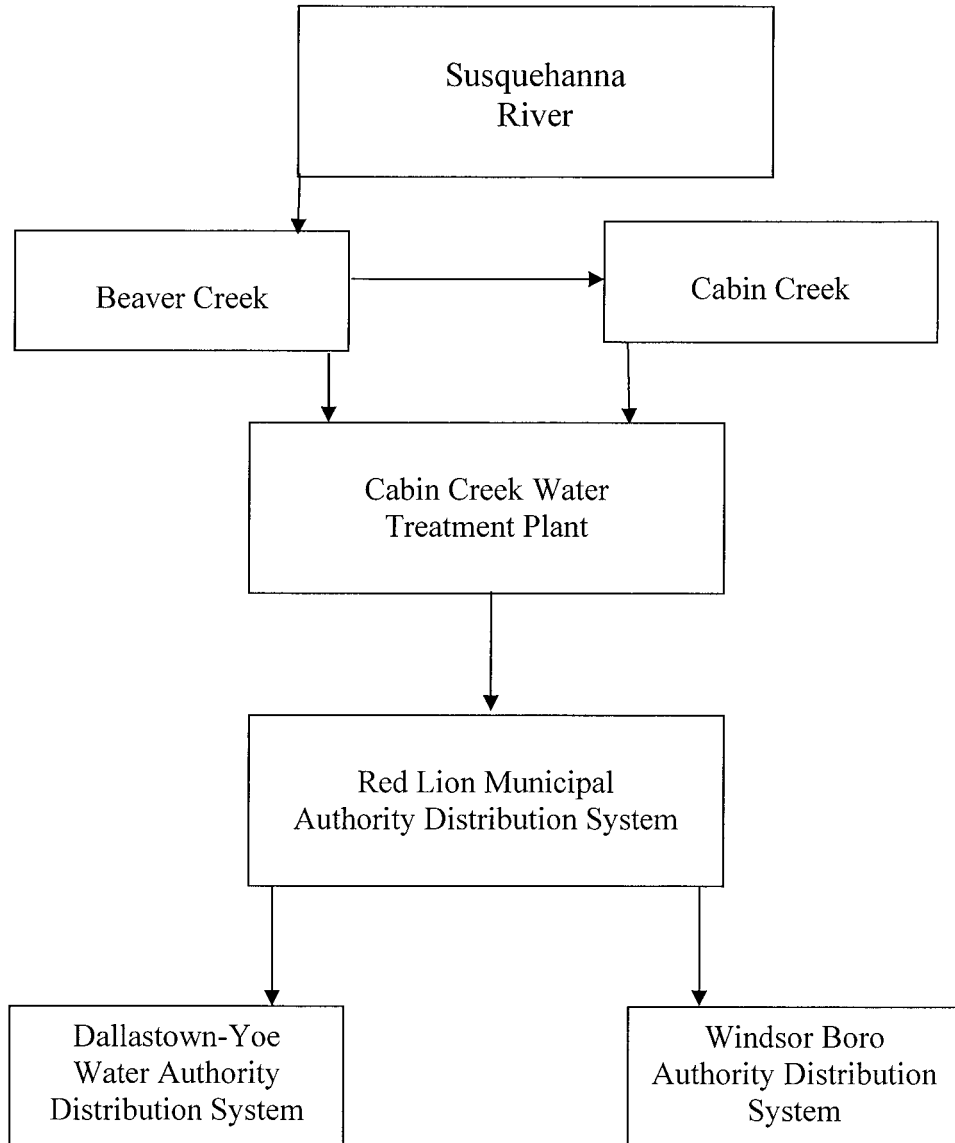 Susquehanna
River
Beaver Creek
Cabin Creek
Cabin Creek Water
Treatment Plant
Red Lion Municipal
Authority Distribution System
Dallastown-Yoe
Water Authority
Distribution System
Windsor Boro
Authority Distribution
System